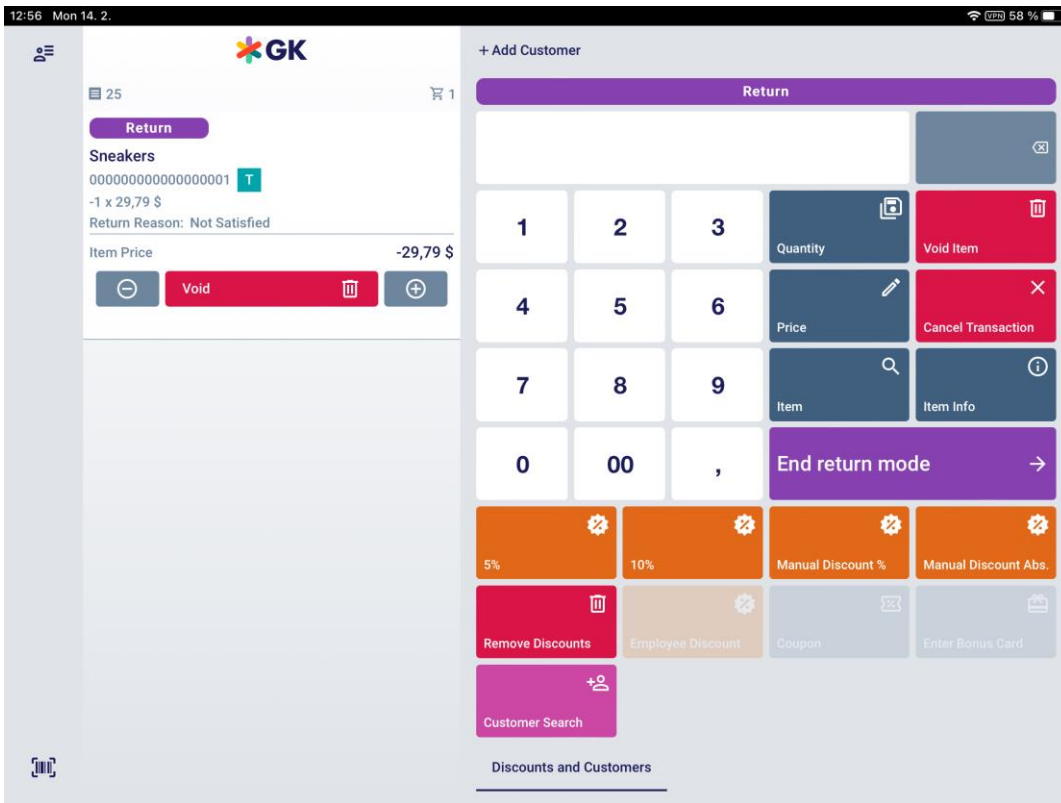 12:56 Mon 14. 2.
VPN 58 %
GK
+ Add Customer
25
1
Return
Return
Sneakers
000000000000000001 T
-1 x 29,79 $
Return Reason: Not Satisfied
Item Price -29,79 $
Void
1 2 3 Quantity Void Item
4 5 6 Price Cancel Transaction
7 8 9 Item Item Info
0 00 , End return mode
5% 10% Manual Discount % Manual Discount Abs.
Remove Discounts Employee Discount Coupon Enter Bonus Card
Customer Search
Discounts and Customers